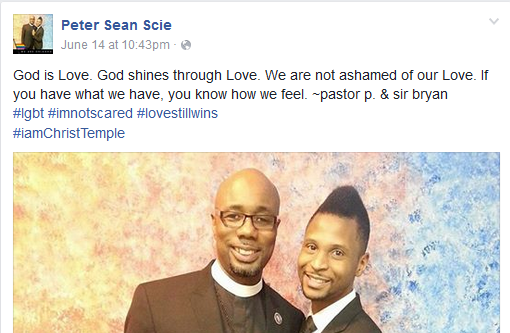 Peter Sean Scie
June 14 at 10:43pm ·
God is Love. God shines through Love. We are not ashamed of our Love. If
you have what we have, you know how we feel. ~pastor p. & sir bryan
#lgbt #imnotscared #lovestillwins
#iamChristTemple